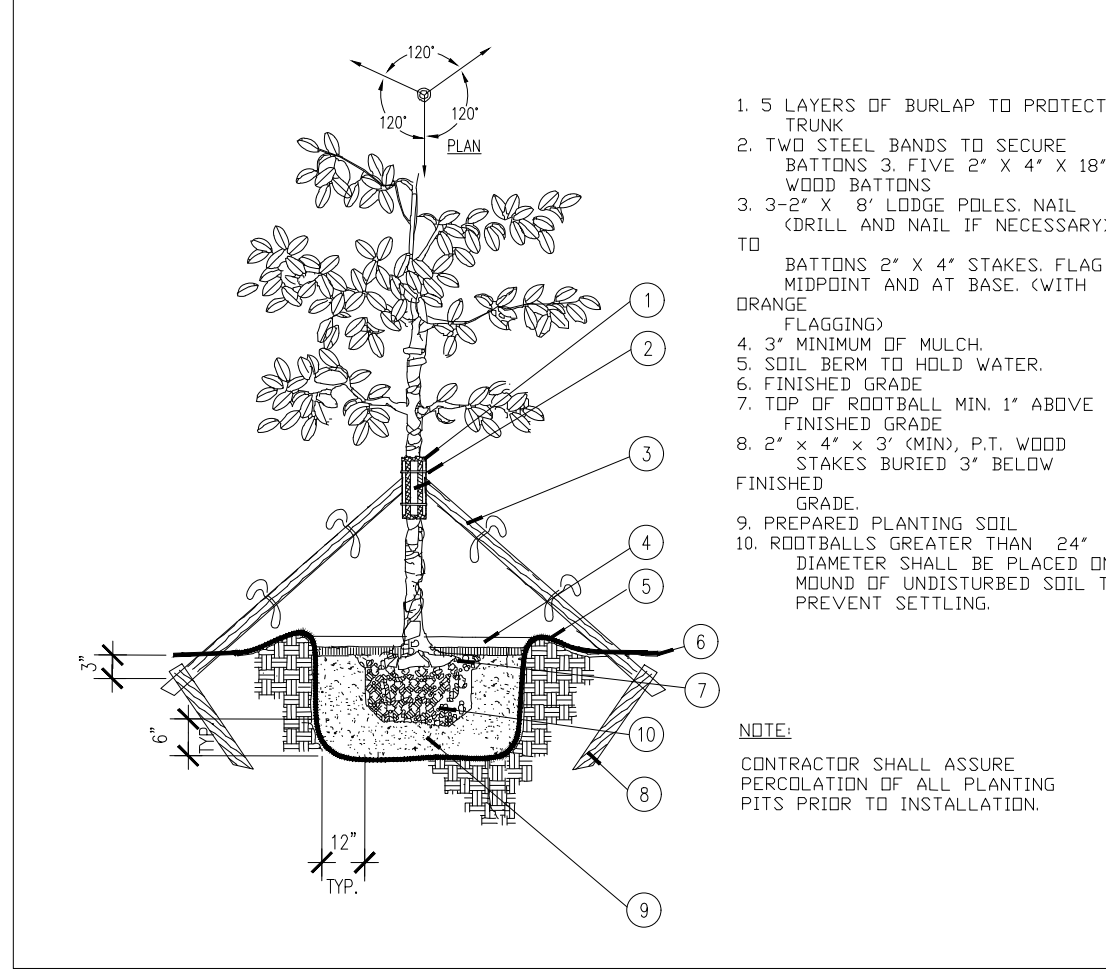 120°
120°
120°
PLAN
1
2
3
4
5
6
7
10
8
9
3"
6"
TYP.
12"
TYP.
1. 5 LAYERS OF BURLAP TO PROTECT
TRUNK
2. TWO STEEL BANDS TO SECURE
BATTONS 3. FIVE 2" X 4" X 18"
WOOD BATTONS
3. 3-2" X 8' LODGE POLES. NAIL
(DRILL AND NAIL IF NECESSARY)
TO
BATTONS 2" X 4" STAKES. FLAG
MIDPOINT AND AT BASE. (WITH
ORANGE
FLAGGING)
4. 3" MINIMUM OF MULCH.
5. SOIL BERM TO HOLD WATER.
6. FINISHED GRADE
7. TOP OF ROOTBALL MIN. 1" ABOVE
FINISHED GRADE
8. 2" x 4" x 3' (MIN), P.T. WOOD
STAKES BURIED 3" BELOW
FINISHED
GRADE.
9. PREPARED PLANTING SOIL
10. ROOTBALLS GREATER THAN 24"
DIAMETER SHALL BE PLACED
MOUND OF UNDISTURBED SOIL
PREVENT SETTLING.
NOTE:
CONTRACTOR SHALL ASSURE
PERCOLATION OF ALL PLANTING
PITS PRIOR TO INSTALLATION.